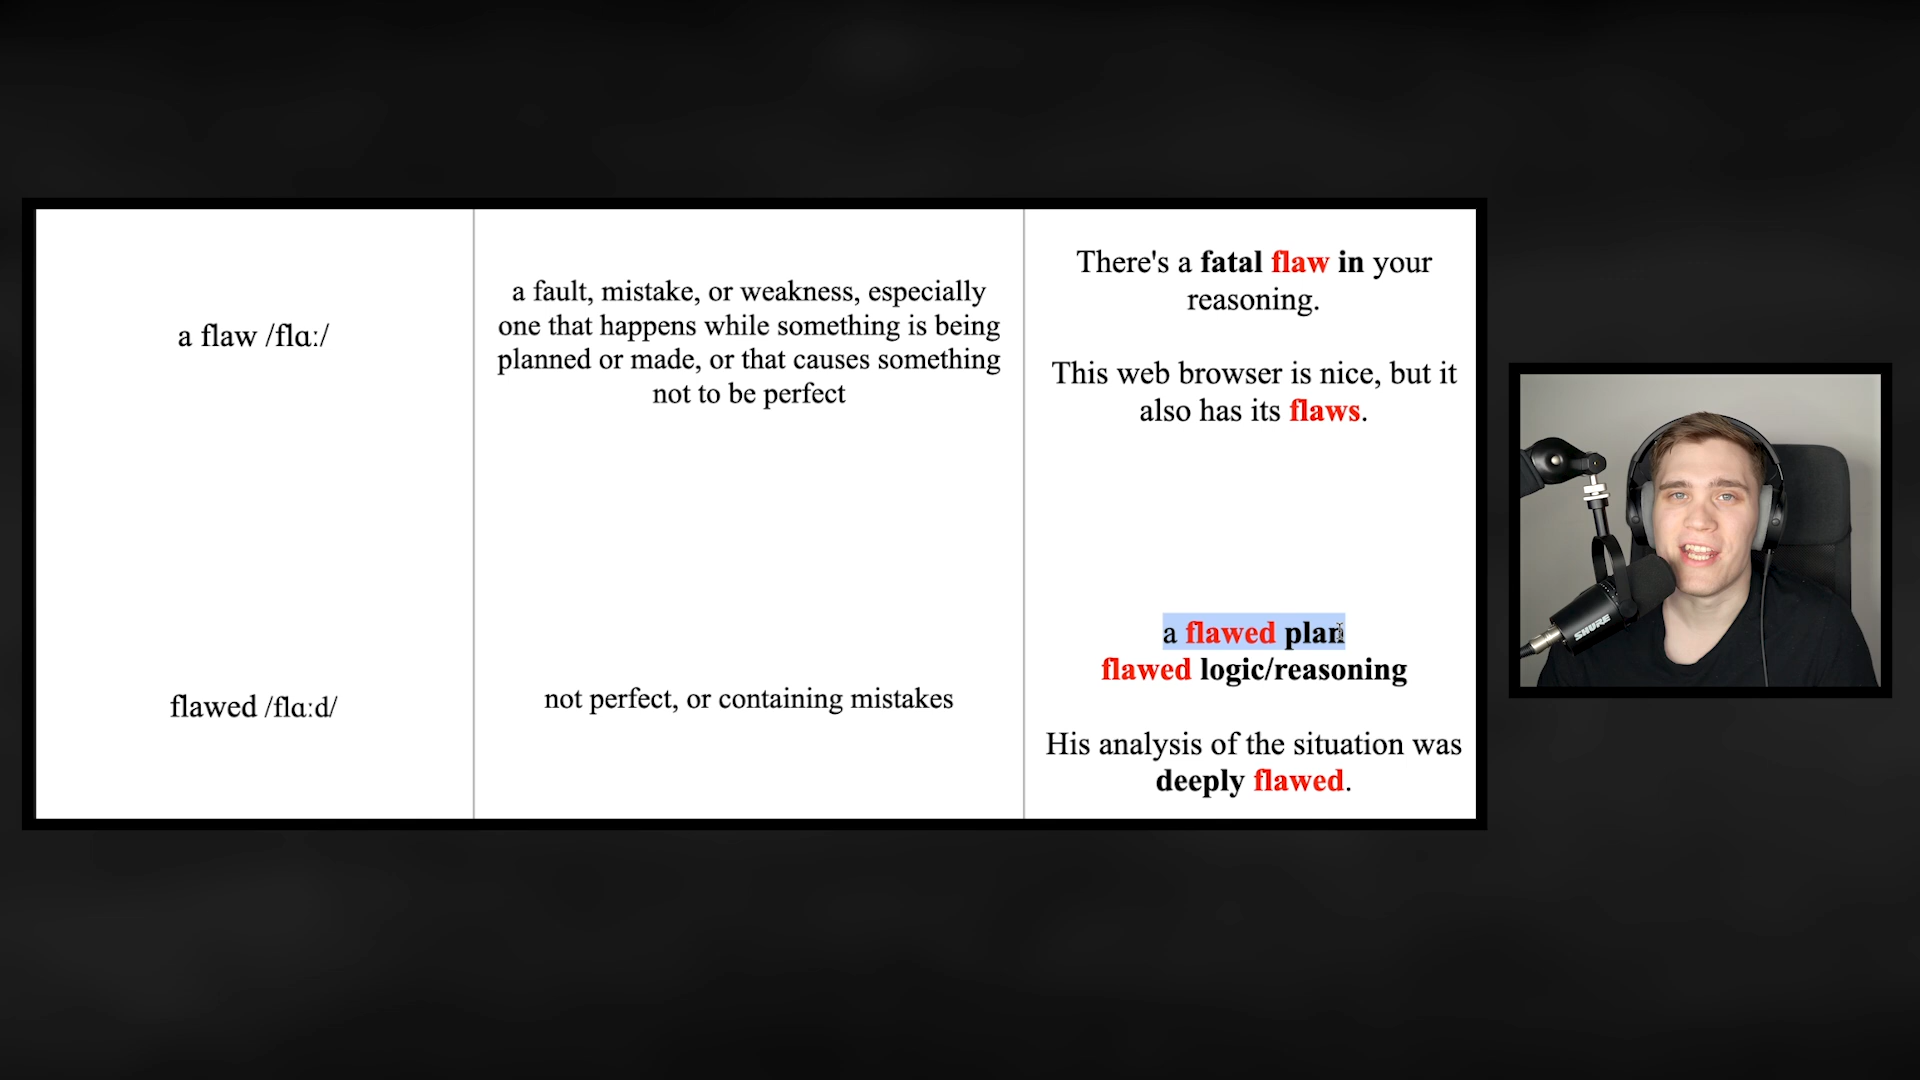 a flaw /flɑː/
a fault, mistake, or weakness, especially
one that happens while something is being
planned or made, or that causes something
not to be perfect
There's a fatal flaw in your
reasoning.
This web browser is nice, but it
also has its flaws.
flawed /flɑːd/
not perfect, or containing mistakes
a flawed plan
flawed logic/reasoning
His analysis of the situation was
deeply flawed.
SHURE